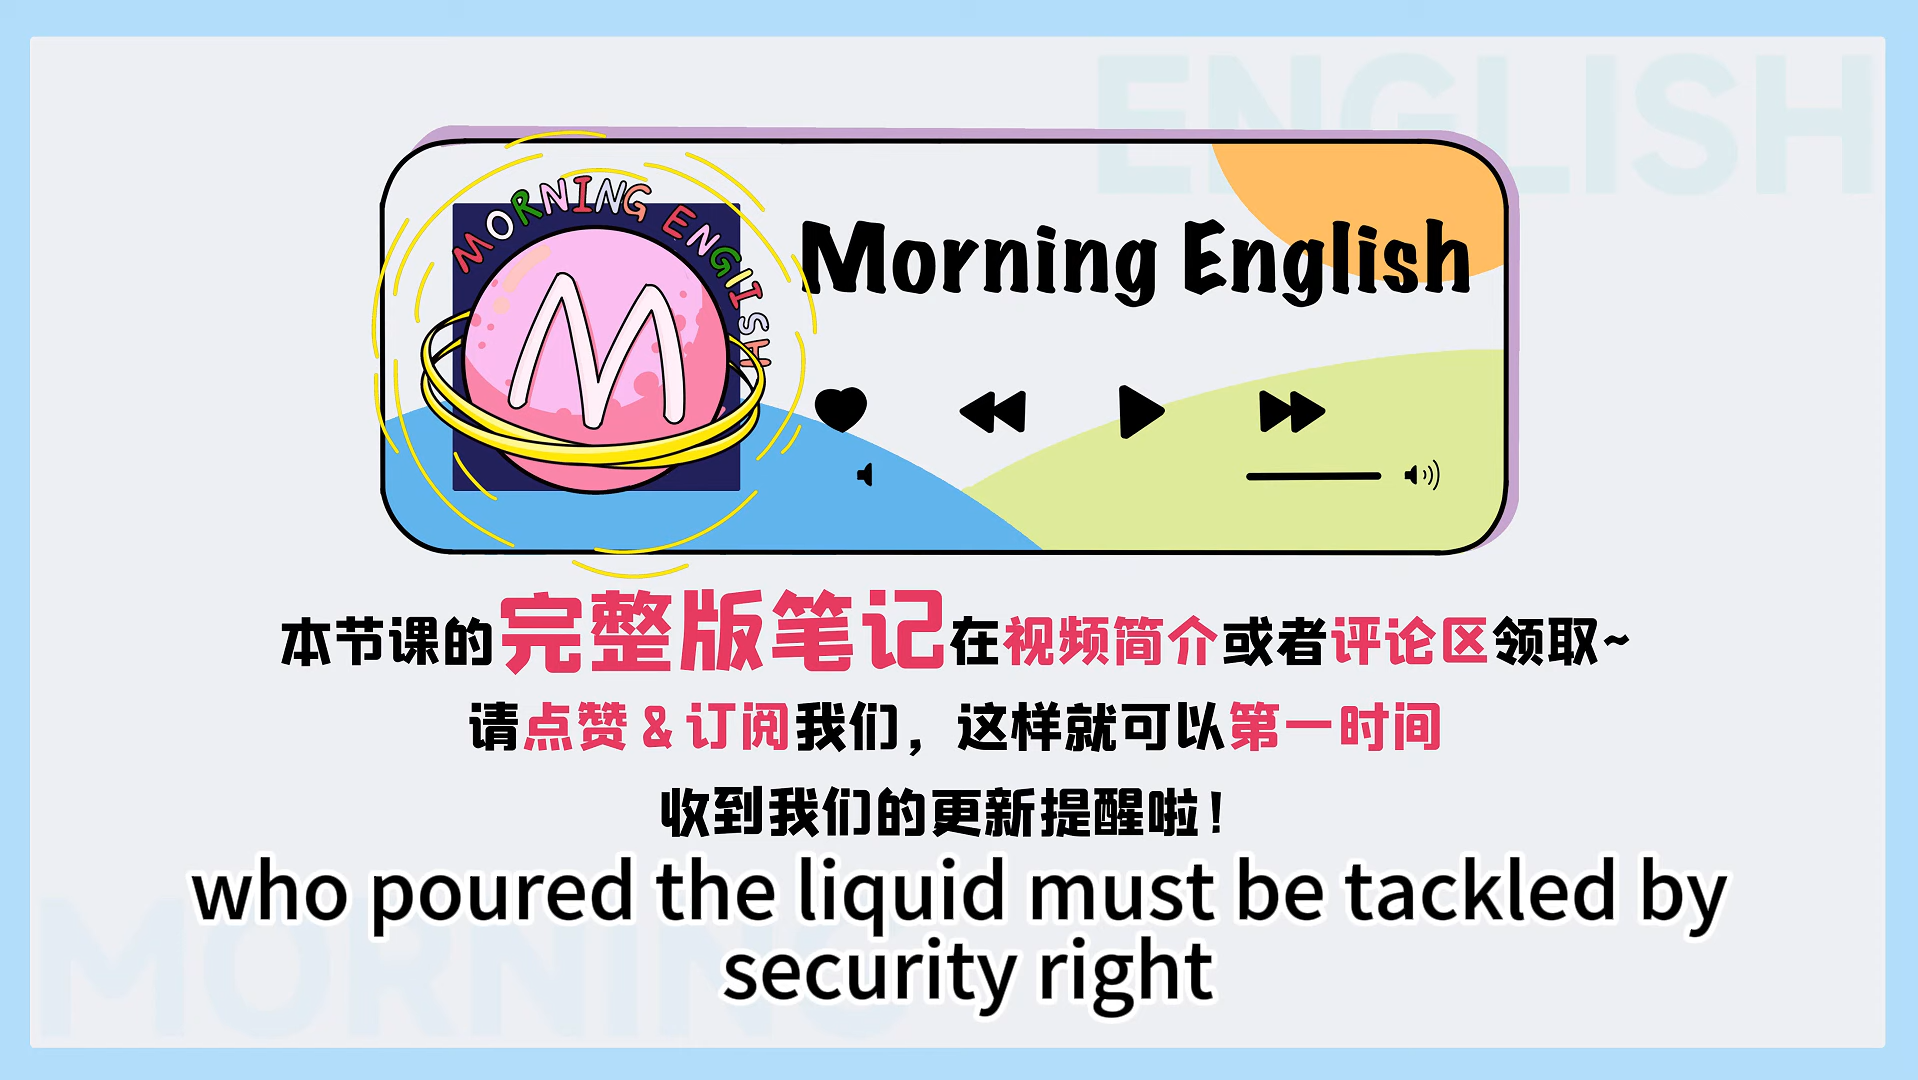 ENGLISH
MORNING ENGLISH
M
Morning English
本节课的完整版笔记在视频简介或者评论区领取~
请点赞&订阅我们，这样就可以第一时间
收到我们的更新提醒啦！
MORNING
who poured the liquid must be tackled by
security right